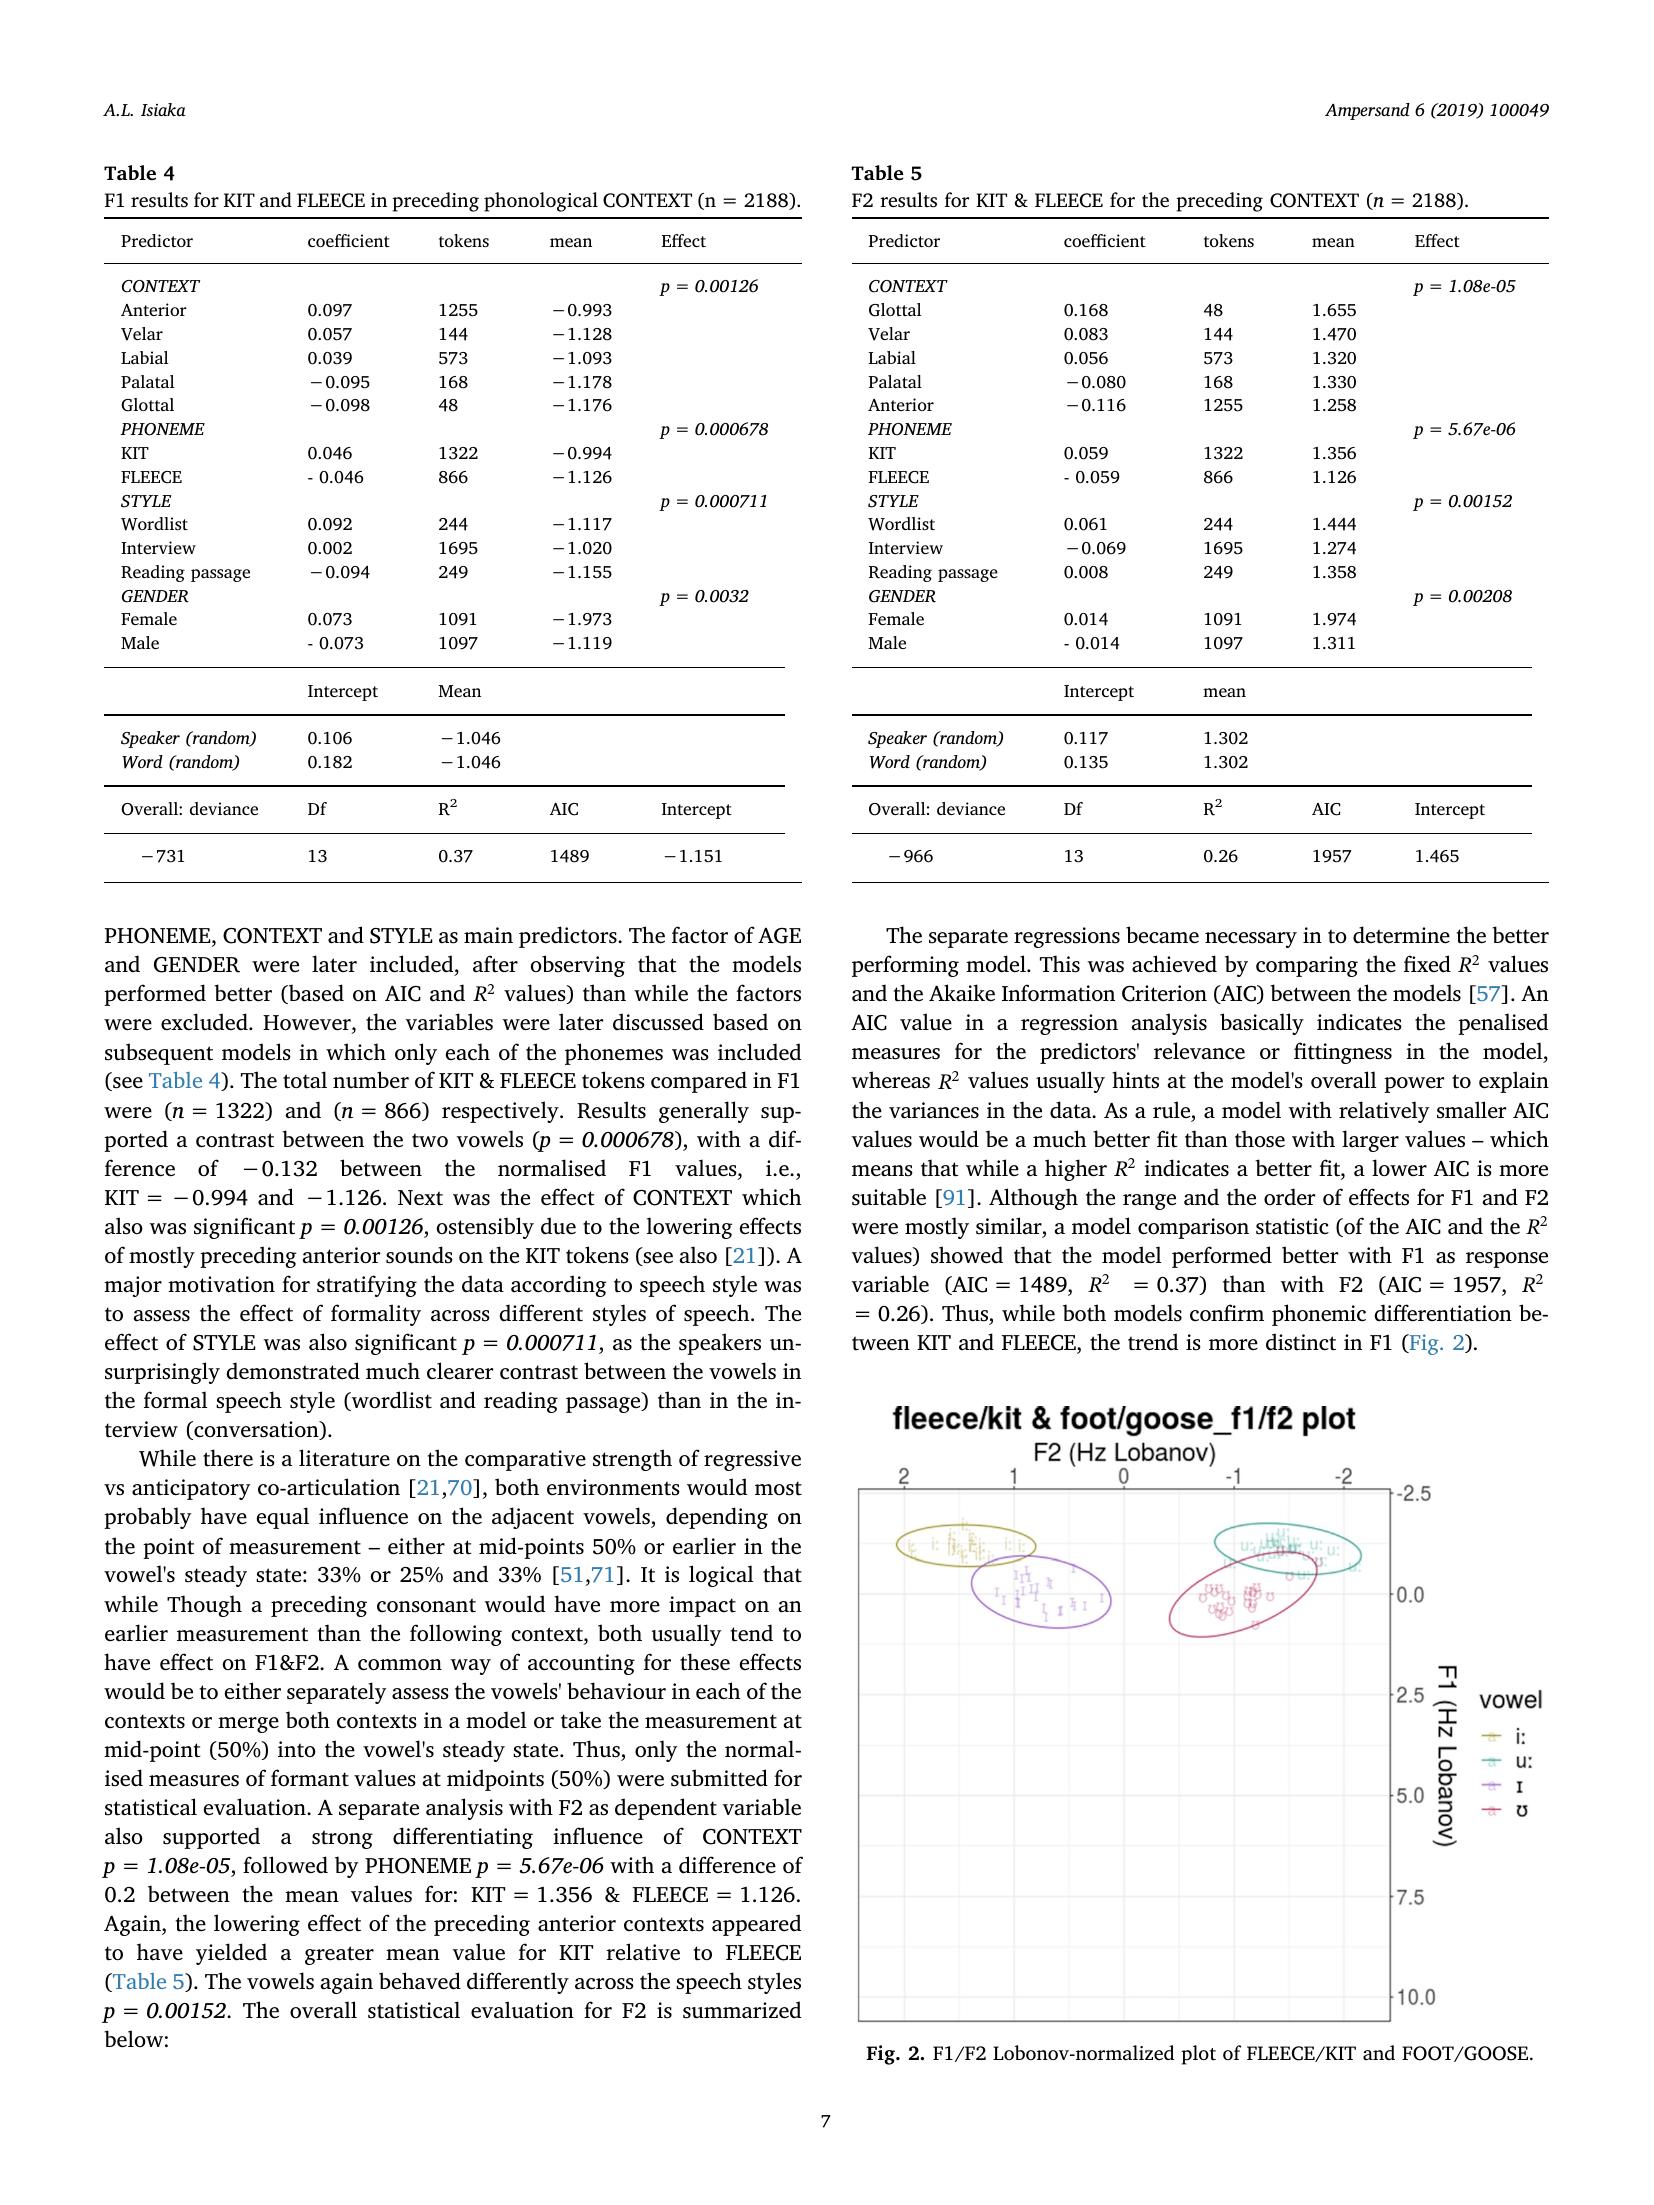 A.L. Isiaka
Ampersand 6 (2019) 100049
Table 4
F1 results for KIT and FLEECE in preceding phonological CONTEXT (n = 2188).
Predictor coefficient tokens mean Effect
CONTEXT p = 0.00126
Anterior 0.097 1255 −0.993
Velar 0.057 144 −1.128
Labial 0.039 573 −1.093
Palatal −0.095 168 −1.178
Glottal −0.098 48 −1.176
PHONEME p = 0.000678
KIT 0.046 1322 −0.994
FLEECE - 0.046 866 −1.126
STYLE p = 0.000711
Wordlist 0.092 244 −1.117
Interview 0.002 1695 −1.020
Reading passage −0.094 249 −1.155
GENDER p = 0.0032
Female 0.073 1091 −1.973
Male - 0.073 1097 −1.119
Intercept Mean
Speaker (random) 0.106 −1.046
Word (random) 0.182 −1.046
Overall: deviance Df R² AIC Intercept
−731 13 0.37 1489 −1.151
PHONEME, CONTEXT and STYLE as main predictors. The factor of AGE
and GENDER were later included, after observing that the models
performed better (based on AIC and R² values) than while the factors
were excluded. However, the variables were later discussed based on
subsequent models in which only each of the phonemes was included
(see Table 4). The total number of KIT & FLEECE tokens compared in F1
were (n = 1322) and (n = 866) respectively. Results generally sup-
ported a contrast between the two vowels (p = 0.000678), with a dif-
ference of −0.132 between the normalised F1 values, i.e.,
KIT = −0.994 and −1.126. Next was the effect of CONTEXT which
also was significant p = 0.00126, ostensibly due to the lowering effects
of mostly preceding anterior sounds on the KIT tokens (see also [21]). A
major motivation for stratifying the data according to speech style was
to assess the effect of formality across different styles of speech. The
effect of STYLE was also significant p = 0.000711, as the speakers un-
surprisingly demonstrated much clearer contrast between the vowels in
the formal speech style (wordlist and reading passage) than in the in-
terview (conversation).
While there is a literature on the comparative strength of regressive
vs anticipatory co-articulation [21,70], both environments would most
probably have equal influence on the adjacent vowels, depending on
the point of measurement – either at mid-points 50% or earlier in the
vowel's steady state: 33% or 25% and 33% [51,71]. It is logical that
while Though a preceding consonant would have more impact on an
earlier measurement than the following context, both usually tend to
have effect on F1&F2. A common way of accounting for these effects
would be to either separately assess the vowels' behaviour in each of the
contexts or merge both contexts in a model or take the measurement at
mid-point (50%) into the vowel's steady state. Thus, only the normal-
ised measures of formant values at midpoints (50%) were submitted for
statistical evaluation. A separate analysis with F2 as dependent variable
also supported a strong differentiating influence of CONTEXT
p = 1.08e-05, followed by PHONEME p = 5.67e-06 with a difference of
0.2 between the mean values for: KIT = 1.356 & FLEECE = 1.126.
Again, the lowering effect of the preceding anterior contexts appeared
to have yielded a greater mean value for KIT relative to FLEECE
(Table 5). The vowels again behaved differently across the speech styles
p = 0.00152. The overall statistical evaluation for F2 is summarized
below:
Table 5
F2 results for KIT & FLEECE for the preceding CONTEXT (n = 2188).
Predictor coefficient tokens mean Effect
CONTEXT p = 1.08e-05
Glottal 0.168 48 1.655
Velar 0.083 144 1.470
Labial 0.056 573 1.320
Palatal −0.080 168 1.330
Anterior −0.116 1255 1.258
PHONEME p = 5.67e-06
KIT 0.059 1322 1.356
FLEECE - 0.059 866 1.126
STYLE p = 0.00152
Wordlist 0.061 244 1.444
Interview −0.069 1695 1.274
Reading passage 0.008 249 1.358
GENDER p = 0.00208
Female 0.014 1091 1.974
Male - 0.014 1097 1.311
Intercept mean
Speaker (random) 0.117 1.302
Word (random) 0.135 1.302
Overall: deviance Df R² AIC Intercept
−966 13 0.26 1957 1.465
The separate regressions became necessary in to determine the better
performing model. This was achieved by comparing the fixed R² values
and the Akaike Information Criterion (AIC) between the models [57]. An
AIC value in a regression analysis basically indicates the penalised
measures for the predictors' relevance or fittingness in the model,
whereas R² values usually hints at the model's overall power to explain
the variances in the data. As a rule, a model with relatively smaller AIC
values would be a much better fit than those with larger values – which
means that while a higher R² indicates a better fit, a lower AIC is more
suitable [91]. Although the range and the order of effects for F1 and F2
were mostly similar, a model comparison statistic (of the AIC and the R²
values) showed that the model performed better with F1 as response
variable (AIC = 1489, R² = 0.37) than with F2 (AIC = 1957, R²
= 0.26). Thus, while both models confirm phonemic differentiation be-
tween KIT and FLEECE, the trend is more distinct in F1 (Fig. 2).
fleece/kit & foot/goose_f1/f2 plot
F2 (Hz Lobanov)
2 1 0 -1 -2
-2.5
0.0
2.5
5.0
7.5
10.0
F1 (Hz Lobanov)
vowel
a iː
a uː
a ɪ
a ʊ
Fig. 2. F1/F2 Lobonov-normalized plot of FLEECE/KIT and FOOT/GOOSE.
7